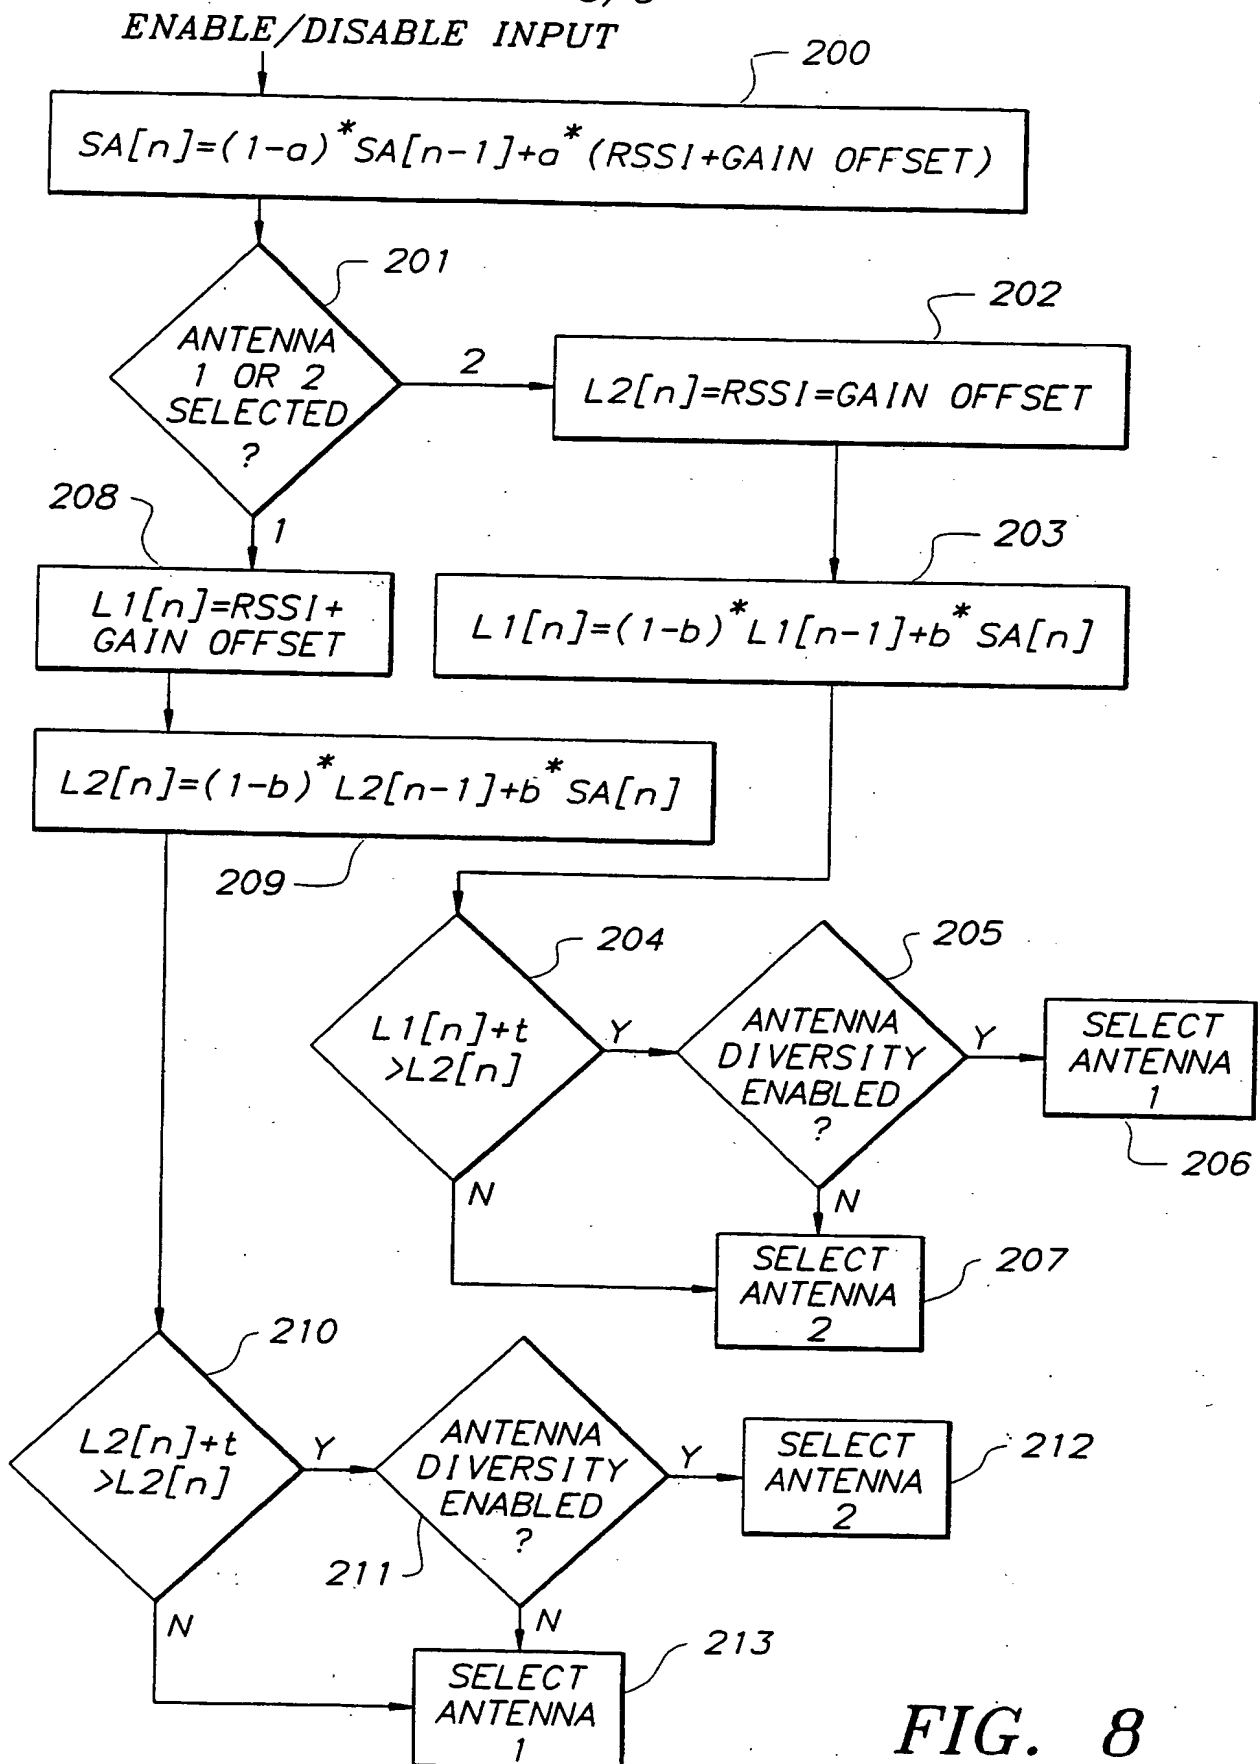 ENABLE/DISABLE INPUT
200
SA[n]=(1-a)*SA[n-1]+a*(RSSI+GAIN OFFSET)
201
ANTENNA
1 OR 2
SELECTED
?
2
202
L2[n]=RSSI=GAIN OFFSET
208
1
L1[n]=RSSI+
GAIN OFFSET
203
L1[n]=(1-b)*L1[n-1]+b*SA[n]
L2[n]=(1-b)*L2[n-1]+b*SA[n]
209
204
L1[n]+t
>L2[n]
Y
N
205
ANTENNA
DIVERSITY
ENABLED
?
Y
N
SELECT
ANTENNA
1
206
SELECT
ANTENNA
2
207
210
L2[n]+t
>L2[n]
Y
N
ANTENNA
DIVERSITY
ENABLED
?
211
Y
N
SELECT
ANTENNA
2
212
SELECT
ANTENNA
1
213
FIG. 8